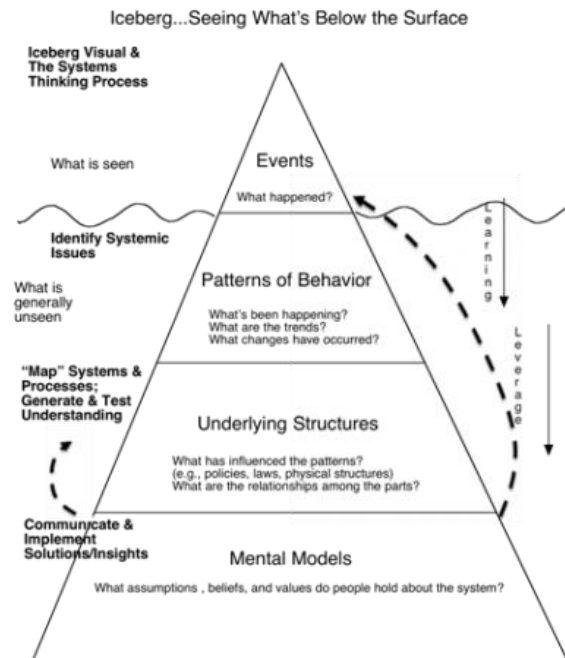 Iceberg...Seeing What's Below the Surface
Iceberg Visual &
The Systems
Thinking Process
What is seen
Events
What happened?
Identify Systemic
Issues
What is
generally
unseen
Patterns of Behavior
What's been happening?
What are the trends?
What changes have occurred?
"Map" Systems &
Processes;
Generate & Test
Understanding
Underlying Structures
What has influenced the patterns?
(e.g., policies, laws, physical structures)
What are the relationships among the parts?
Communicate &
Implement
Solutions/Insights
Mental Models
What assumptions , beliefs, and values do people hold about the system?
Learning
Leverage